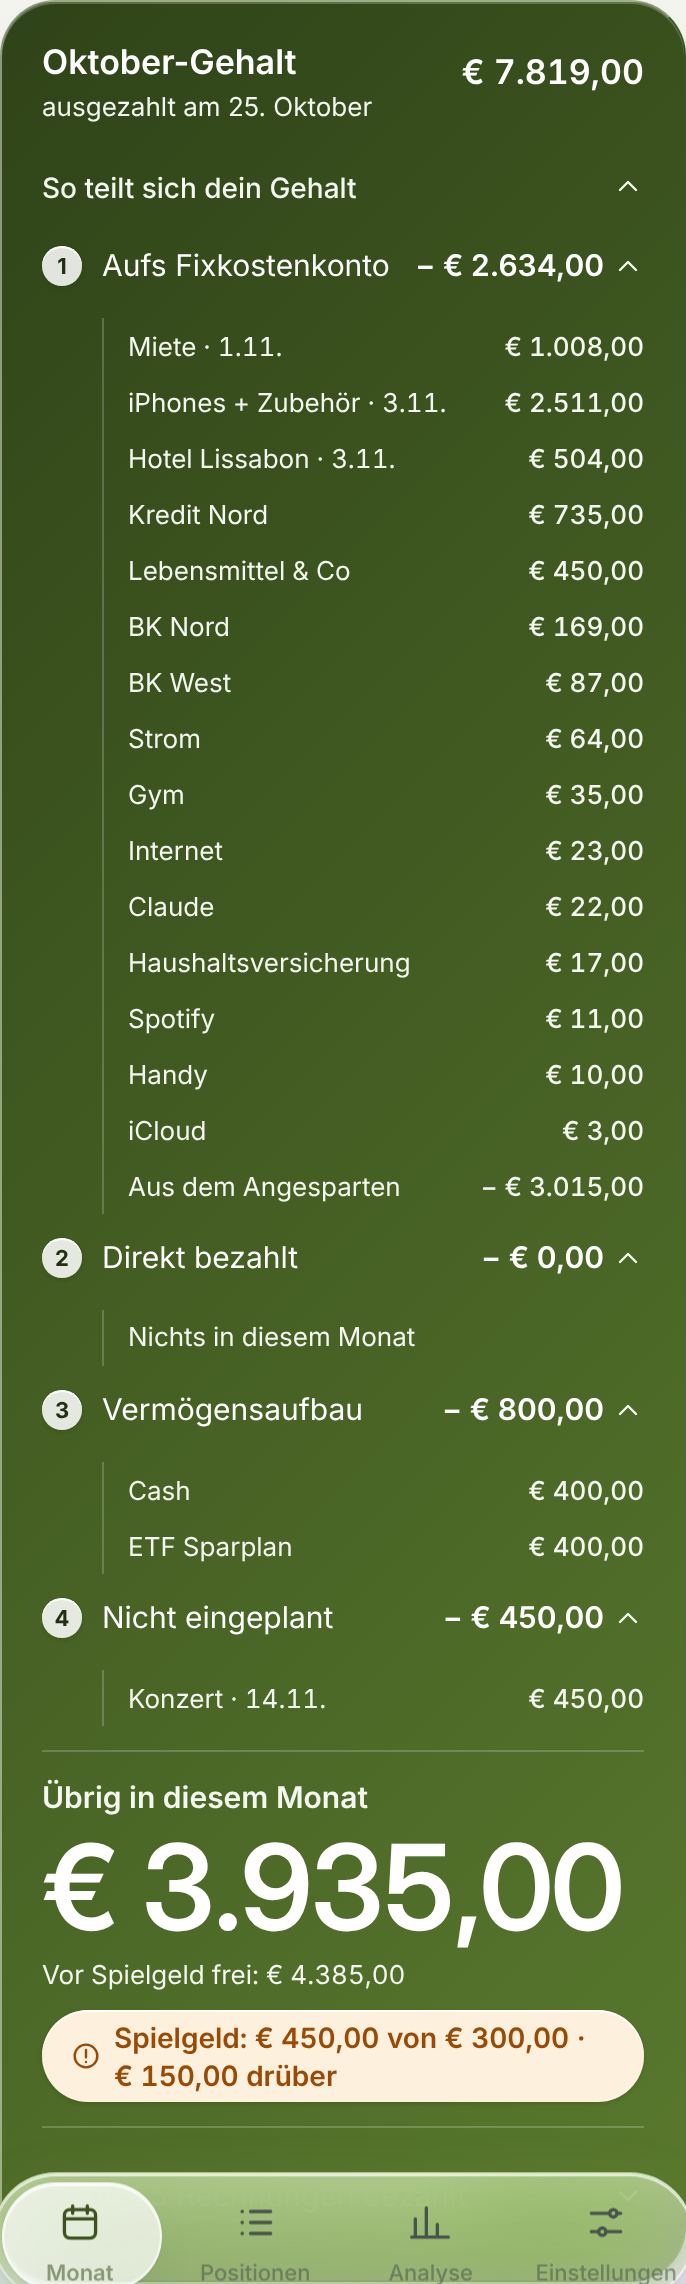 Oktober-Gehalt
€ 7.819,00
ausgezahlt am 25. Oktober
So teilt sich dein Gehalt
1 Aufs Fixkostenkonto – € 2.634,00
Miete · 1.11. € 1.008,00
iPhones + Zubehör · 3.11. € 2.511,00
Hotel Lissabon · 3.11. € 504,00
Kredit Nord € 735,00
Lebensmittel & Co € 450,00
BK Nord € 169,00
BK West € 87,00
Strom € 64,00
Gym € 35,00
Internet € 23,00
Claude € 22,00
Haushaltsversicherung € 17,00
Spotify € 11,00
Handy € 10,00
iCloud € 3,00
Aus dem Angesparten – € 3.015,00
2 Direkt bezahlt – € 0,00
Nichts in diesem Monat
3 Vermögensaufbau – € 800,00
Cash € 400,00
ETF Sparplan € 400,00
4 Nicht eingeplant – € 450,00
Konzert · 14.11. € 450,00
Übrig in diesem Monat
€ 3.935,00
Vor Spielgeld frei: € 4.385,00
Spielgeld: € 450,00 von € 300,00 ·
€ 150,00 drüber
Monat Positionen Analyse Einstellungen